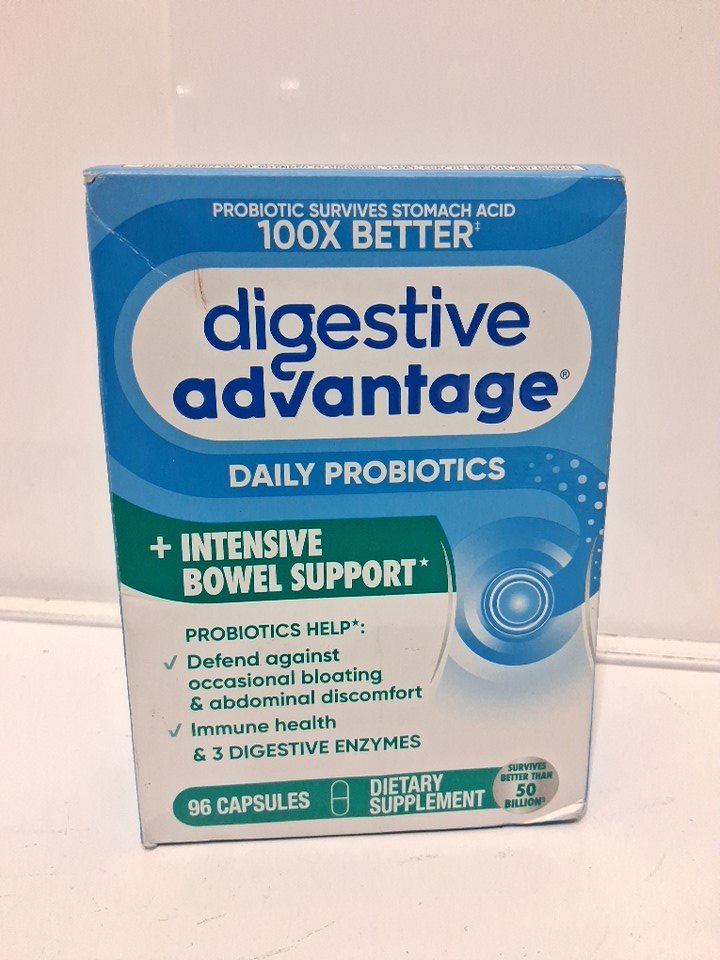 PROBIOTIC SURVIVES STOMACH ACID
100X BETTER‡
digestive
advantage®
DAILY PROBIOTICS
+ INTENSIVE
BOWEL SUPPORT*
PROBIOTICS HELP*:
✓ Defend against
occasional bloating
& abdominal discomfort
✓ Immune health
& 3 DIGESTIVE ENZYMES
96 CAPSULES
DIETARY
SUPPLEMENT
SURVIVES
BETTER THAN
50
BILLION